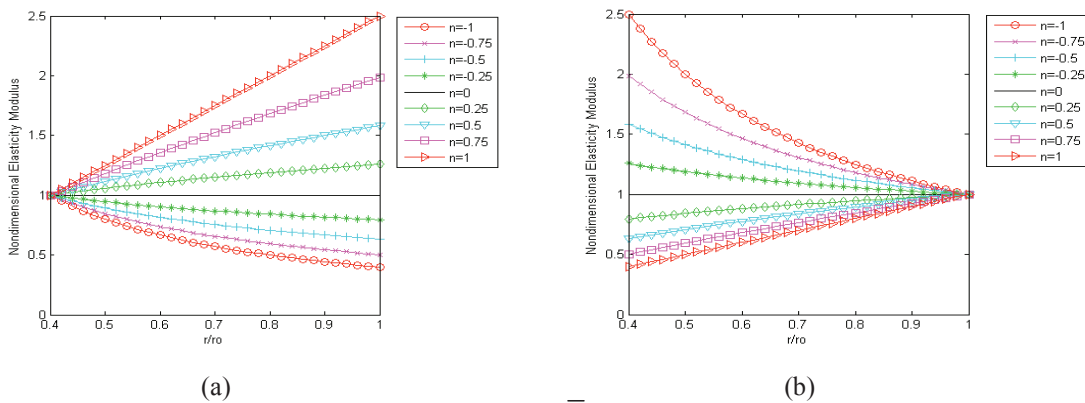 2.5
2
1.5
1
0.5
0
0.4
0.5
0.6
0.7
0.8
0.9
1
r/ro
Nondimensional Elasticity Modulus
n=-1
n=-0.75
n=-0.5
n=-0.25
n=0
n=0.25
n=0.5
n=0.75
n=1
(a)
2.5
2
1.5
1
0.5
0
0.4
0.5
0.6
0.7
0.8
0.9
1
r/ro
Nondimensional Elasticity Modulus
n=-1
n=-0.75
n=-0.5
n=-0.25
n=0
n=0.25
n=0.5
n=0.75
n=1
(b)